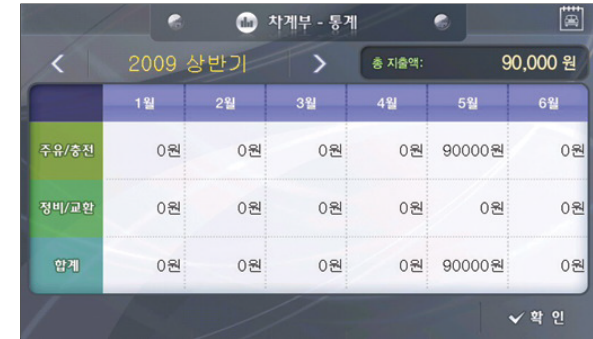 차계부 - 통계
2009 상반기 총 지출액: 90,000 원
1월 2월 3월 4월 5월 6월
주유/충전 0원 0원 0원 0원 90000원 0원
정비/교환 0원 0원 0원 0원 0원 0원
합계 0원 0원 0원 0원 90000원 0원
확 인